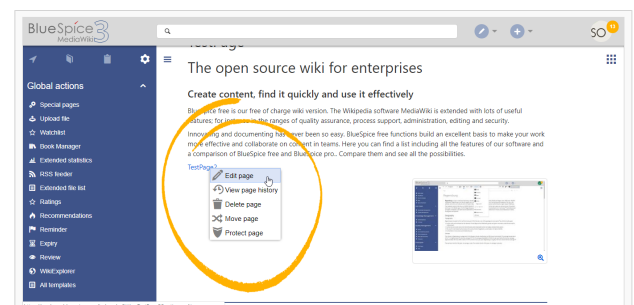 BlueSpice 3
MediaWiki
SO
13
TestPage
The open source wiki for enterprises
Global actions
Special pages
Upload file
Watchlist
Book Manager
Extended statistics
RSS feeder
Extended file list
Ratings
Recommendations
Reminder
Expiry
Review
WikiExplorer
All templates
Create content, find it quickly and use it effectively
BlueSpice free is our free of charge wiki version. The Wikipedia software MediaWiki is extended with lots of useful
features; for instance in the ranges of quality assurance, process support, administration, editing and security.
Innovating and documenting has never been so easy. BlueSpice free functions build an excellent basis to make your work
more effective and collaborate on content in teams. Here you can find a list including all the features of our software and
a comparison of BlueSpice free and BlueSpice pro.. Compare them and see all the possibilities.
TestPage2
Edit page
View page history
Delete page
Move page
Protect page